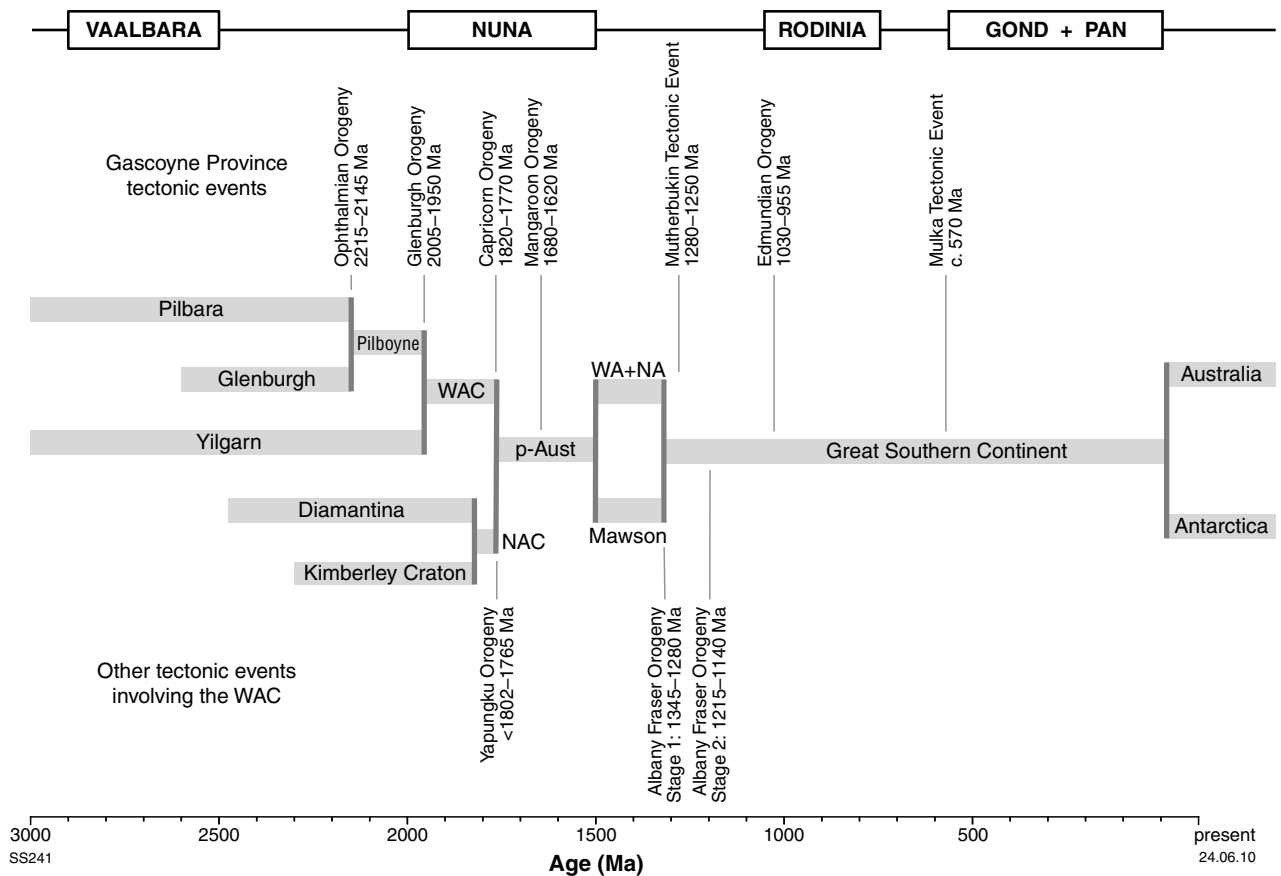 VAALBARA
NUNA
RODINIA
GOND + PAN
Gascoyne Province
tectonic events
Ophthalmian Orogeny
2215–2145 Ma
Glenburgh Orogeny
2005–1950 Ma
Capricorn Orogeny
1820–1770 Ma
Mangaroon Orogeny
1680–1620 Ma
Mutherbukin Tectonic Event
1280–1250 Ma
Edmundian Orogeny
1030–955 Ma
Mulka Tectonic Event
c. 570 Ma
Pilbara
Pilboyne
Glenburgh
WAC
WA+NA
Australia
Yilgarn
p-Aust
Great Southern Continent
Diamantina
NAC
Mawson
Antarctica
Kimberley Craton
Other tectonic events
involving the WAC
Yapungku Orogeny
<1802–1765 Ma
Albany Fraser Orogeny
Stage 1: 1345–1280 Ma
Albany Fraser Orogeny
Stage 2: 1215–1140 Ma
3000
2500
2000
1500
1000
500
present
SS241
Age (Ma)
24.06.10